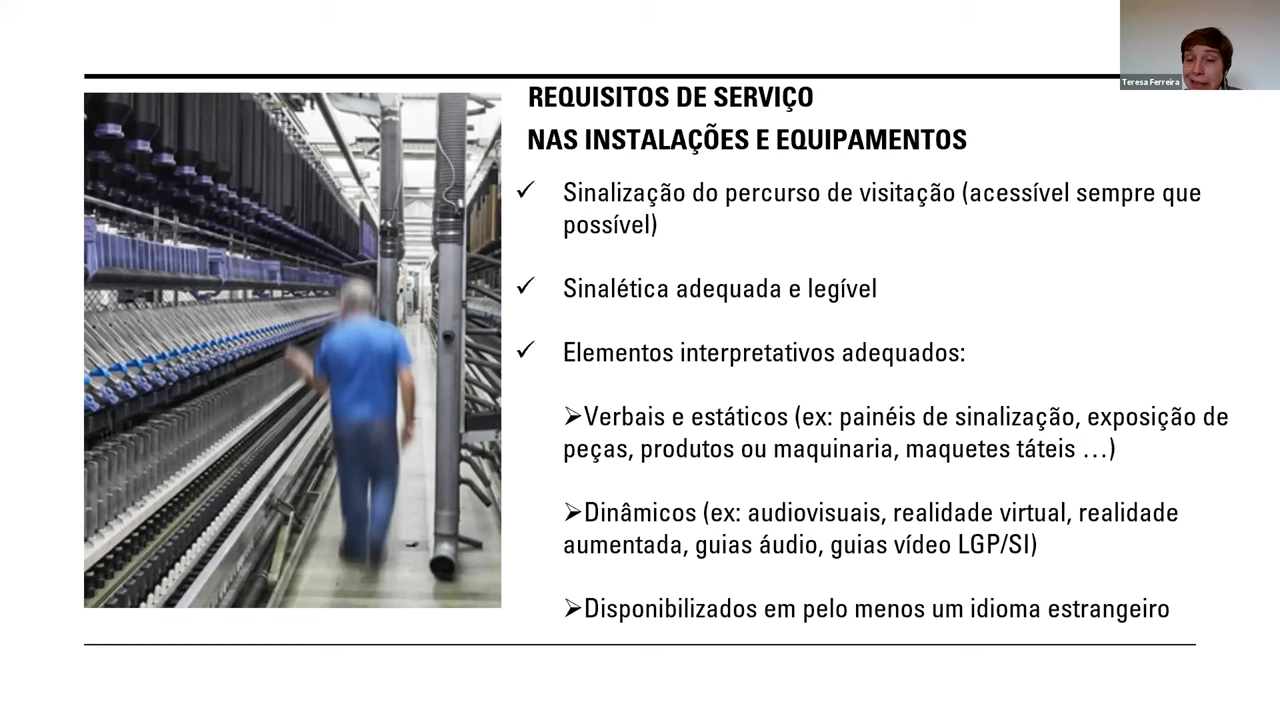 Teresa Ferreira
REQUISITOS DE SERVIÇO
NAS INSTALAÇÕES E EQUIPAMENTOS
✓ Sinalização do percurso de visitação (acessível sempre que
possível)
✓ Sinalética adequada e legível
✓ Elementos interpretativos adequados:
➢Verbais e estáticos (ex: painéis de sinalização, exposição de
peças, produtos ou maquinaria, maquetes táteis …)
➢Dinâmicos (ex: audiovisuais, realidade virtual, realidade
aumentada, guias áudio, guias vídeo LGP/SI)
➢Disponibilizados em pelo menos um idioma estrangeiro